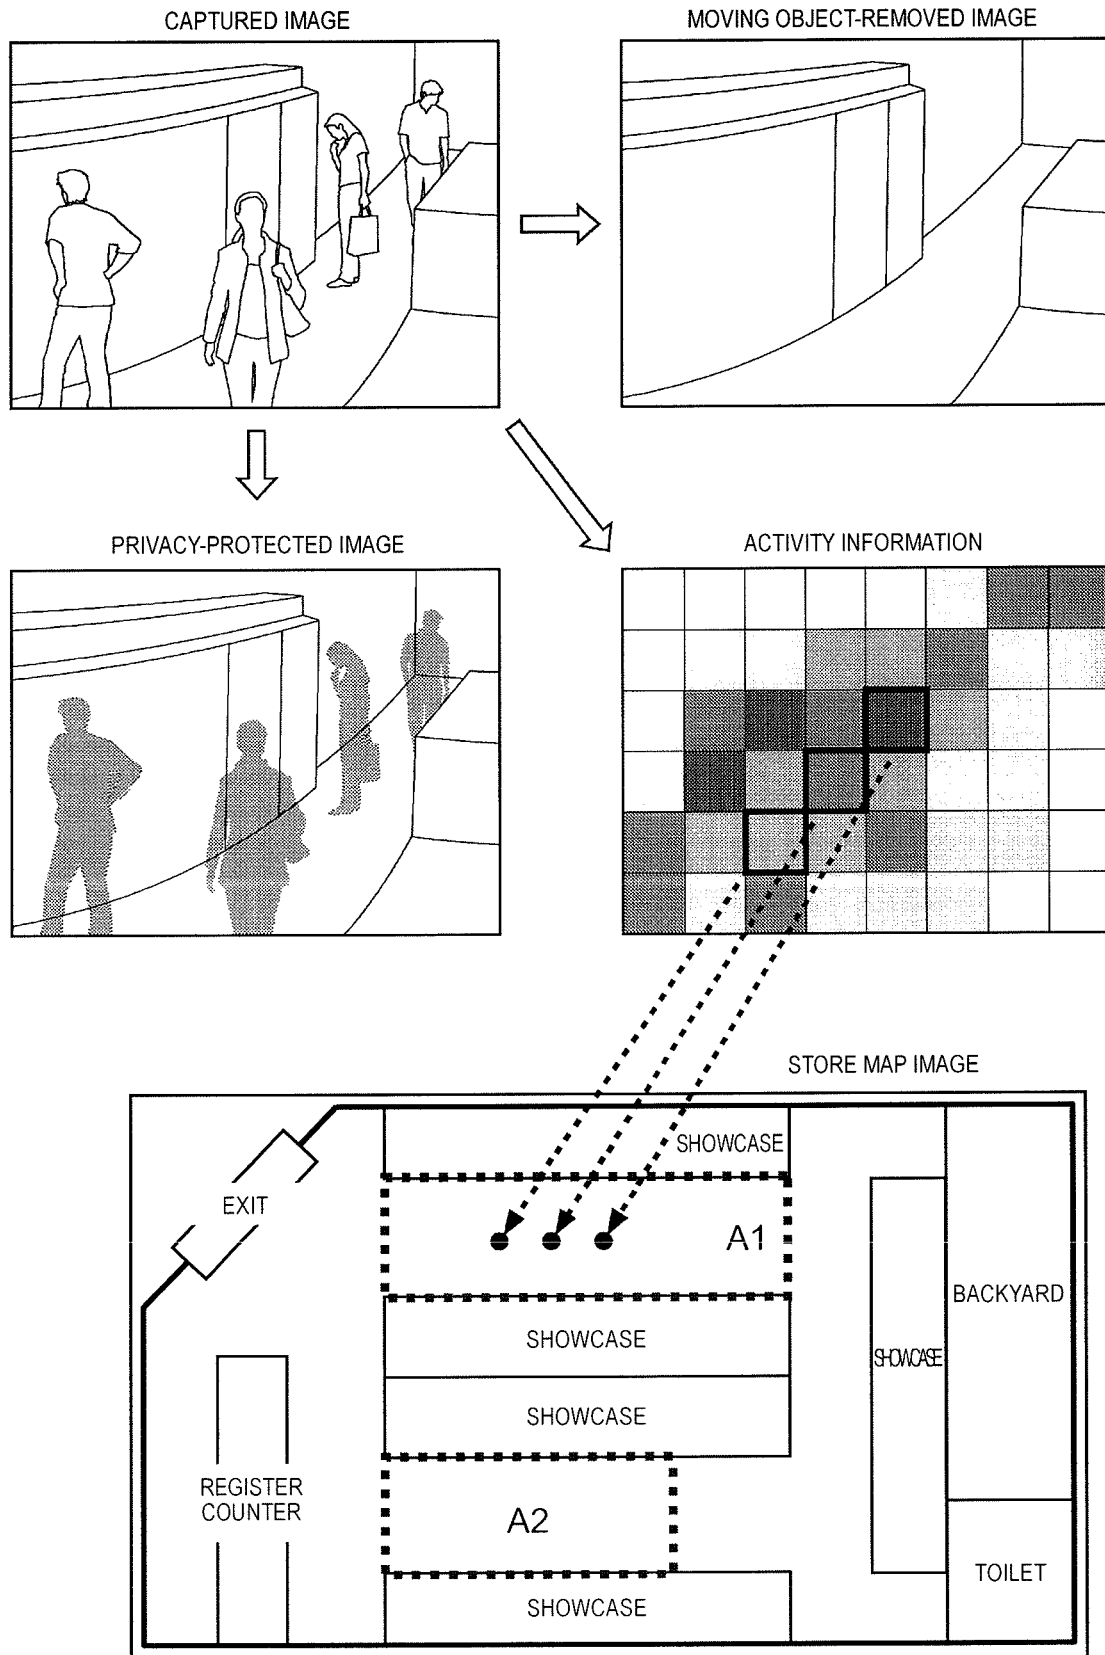 CAPTURED IMAGE
MOVING OBJECT-REMOVED IMAGE
PRIVACY-PROTECTED IMAGE
ACTIVITY INFORMATION
STORE MAP IMAGE
SHOWCASE
EXIT
A1
BACKYARD
SHOWCASE
SHOWCASE
SHOWCASE
REGISTER
COUNTER
A2
TOILET
SHOWCASE